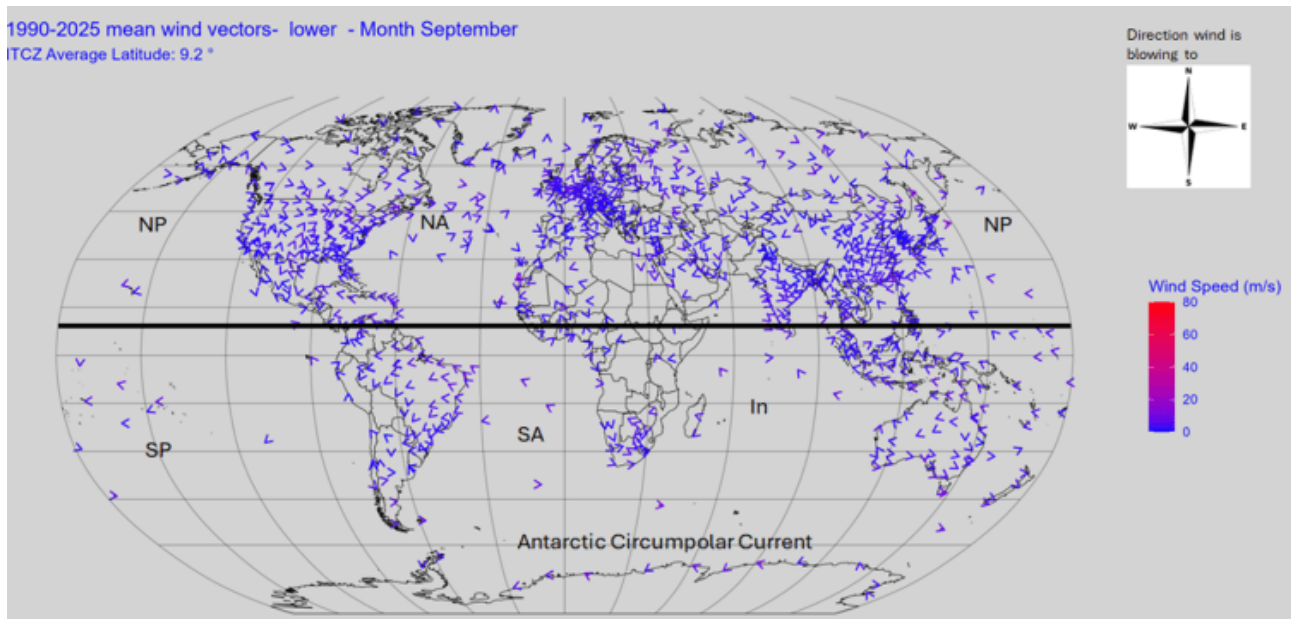 1990-2025 mean wind vectors- lower - Month September
ITCZ Average Latitude: 9.2 °
Direction wind is
blowing to
N
W E
S
NP
NA
NP
Wind Speed (m/s)
80
60
40
20
0
In
SA
SP
Antarctic Circumpolar Current